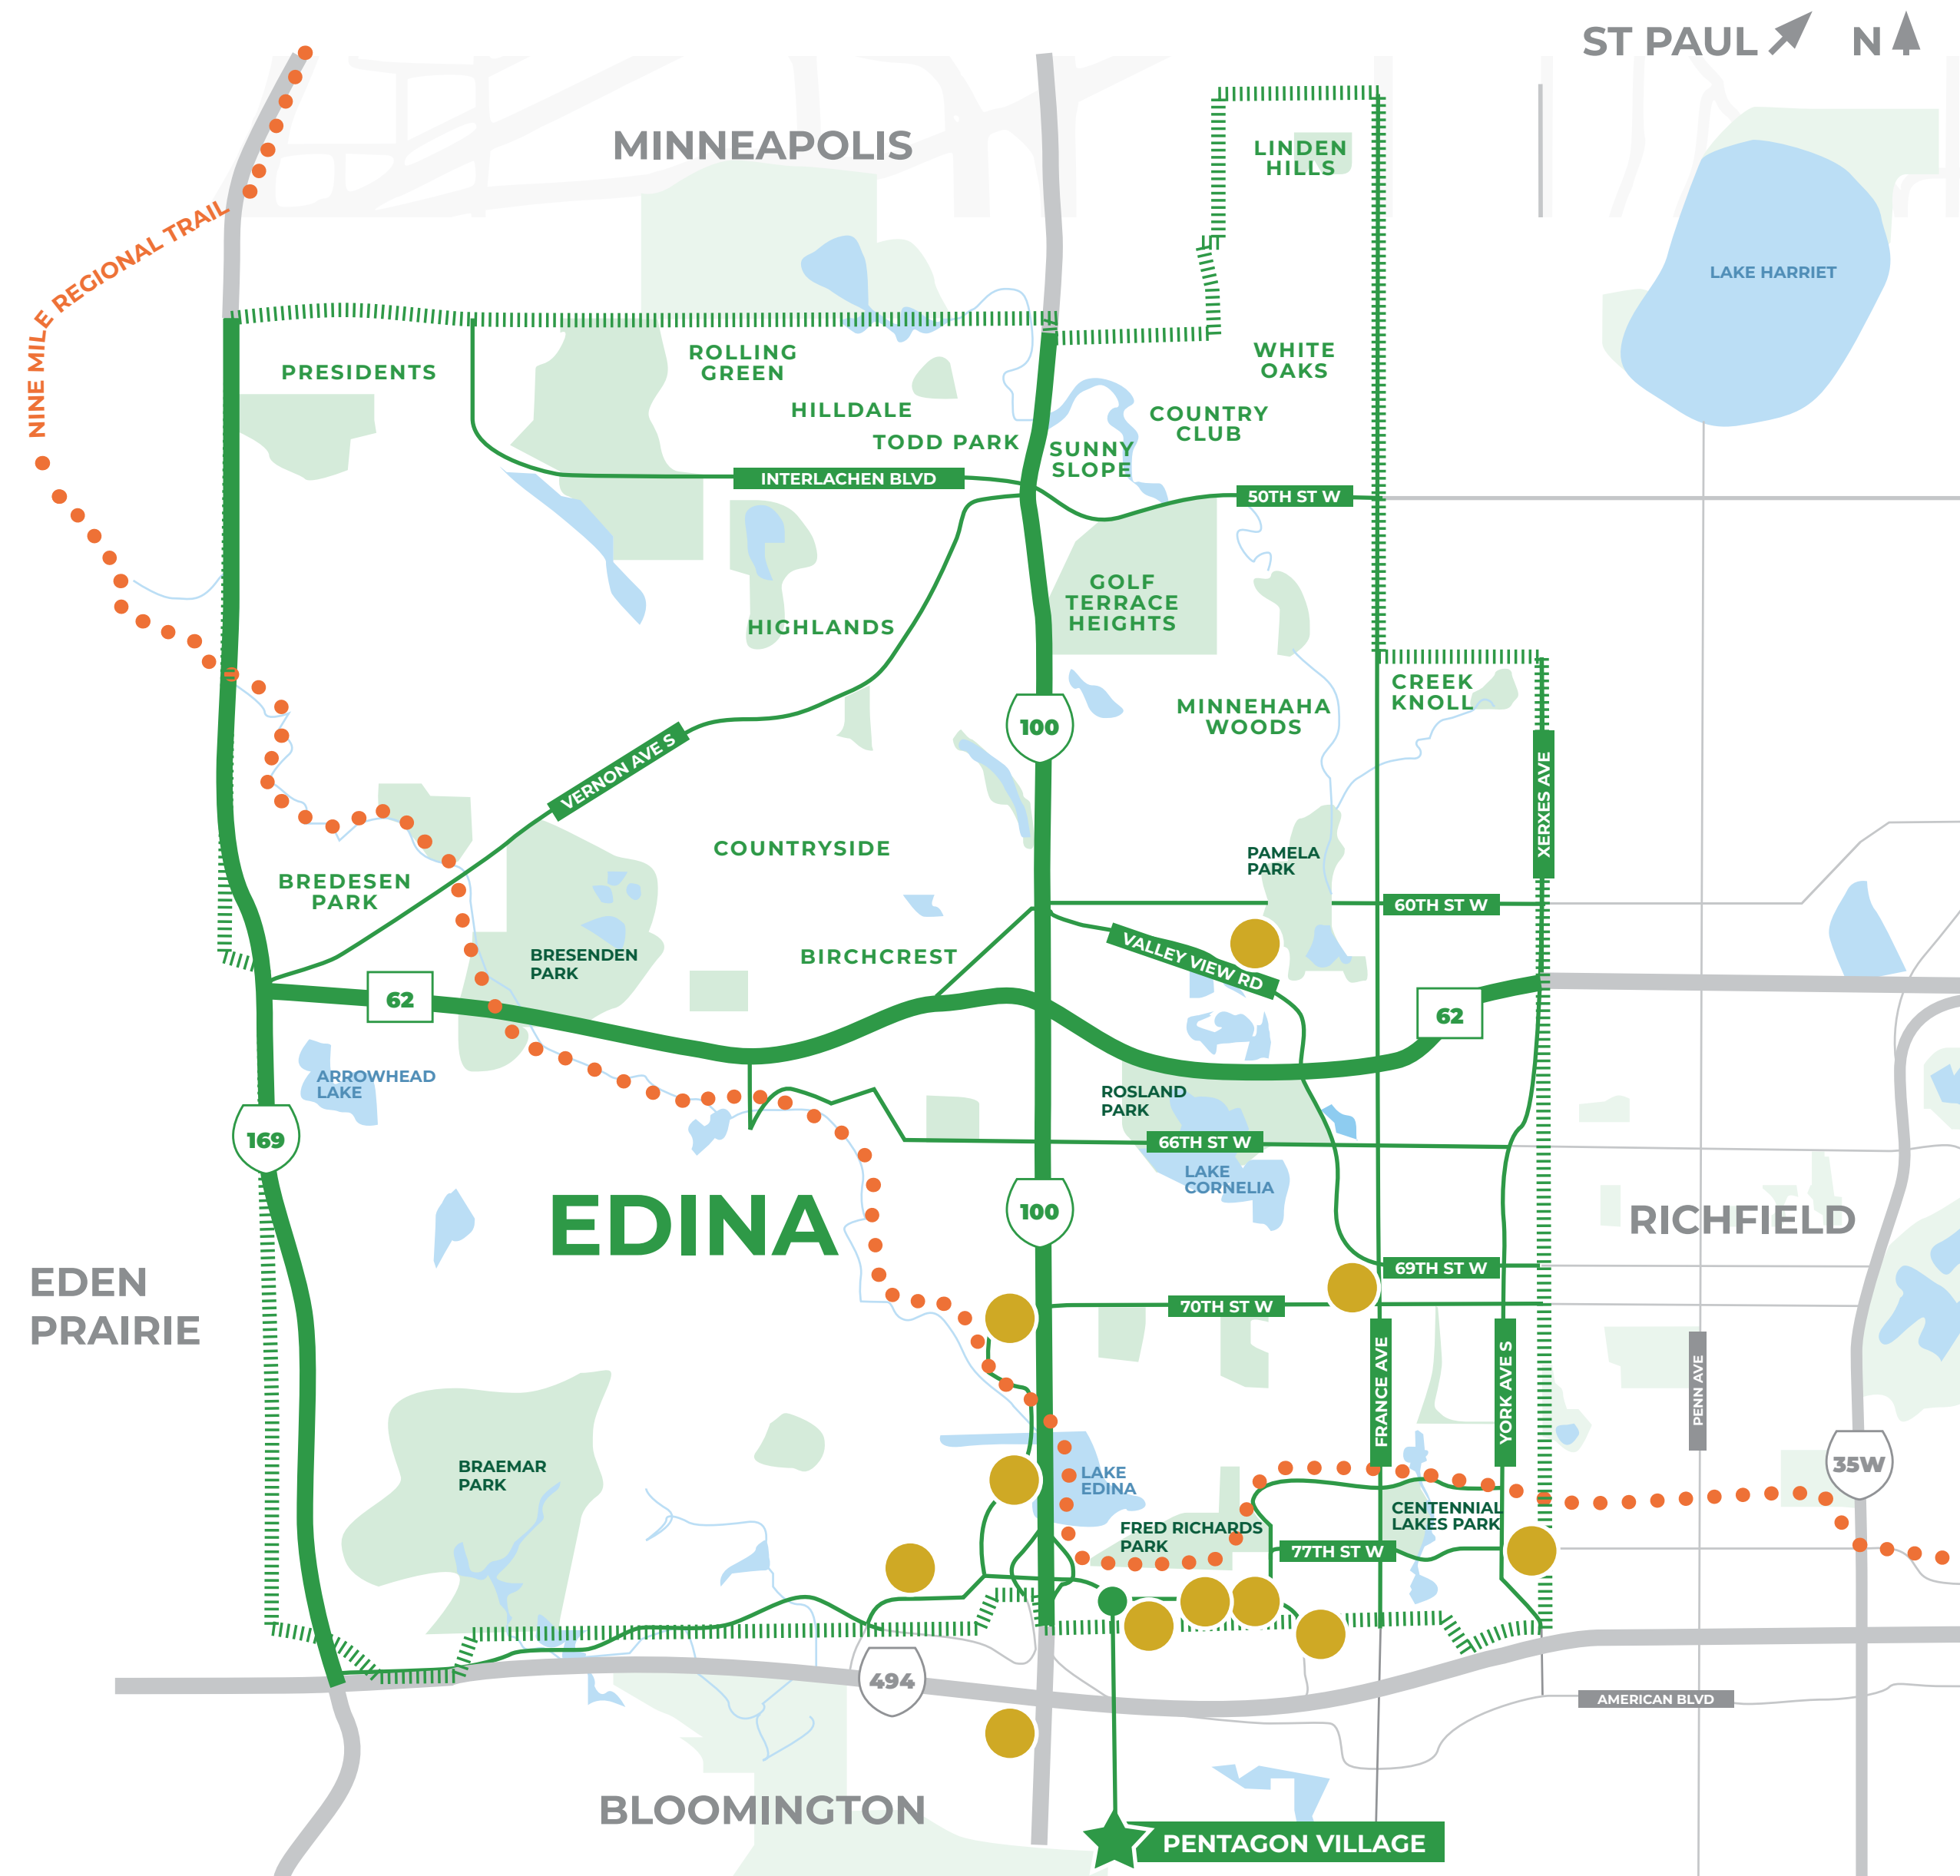 ST PAUL
N
MINNEAPOLIS
LINDEN
HILLS
NINE MILE REGIONAL TRAIL
LAKE HARRIET
PRESIDENTS
ROLLING
GREEN
WHITE
OAKS
HILLDALE
COUNTRY
CLUB
TODD PARK
SUNNY
SLOPE
INTERLACHEN BLVD
50TH ST W
GOLF
TERRACE
HEIGHTS
HIGHLANDS
CREEK
KNOLL
MINNEHAHA
WOODS
100
VERNON AVE S
XERXES AVE
COUNTRYSIDE
PAMELA
PARK
BREDESEN
PARK
60TH ST W
VALLEY VIEW RD
BRESENDEN
PARK
BIRCHCREST
62
62
ARROWHEAD
LAKE
ROSLAND
PARK
169
66TH ST W
LAKE
CORNELIA
EDINA
100
RICHFIELD
EDEN
PRAIRIE
69TH ST W
70TH ST W
FRANCE AVE
YORK AVE S
PENN AVE
BRAEMAR
PARK
LAKE
EDINA
35W
CENTENNIAL
LAKES PARK
FRED RICHARDS
PARK
77TH ST W
494
AMERICAN BLVD
BLOOMINGTON
PENTAGON VILLAGE